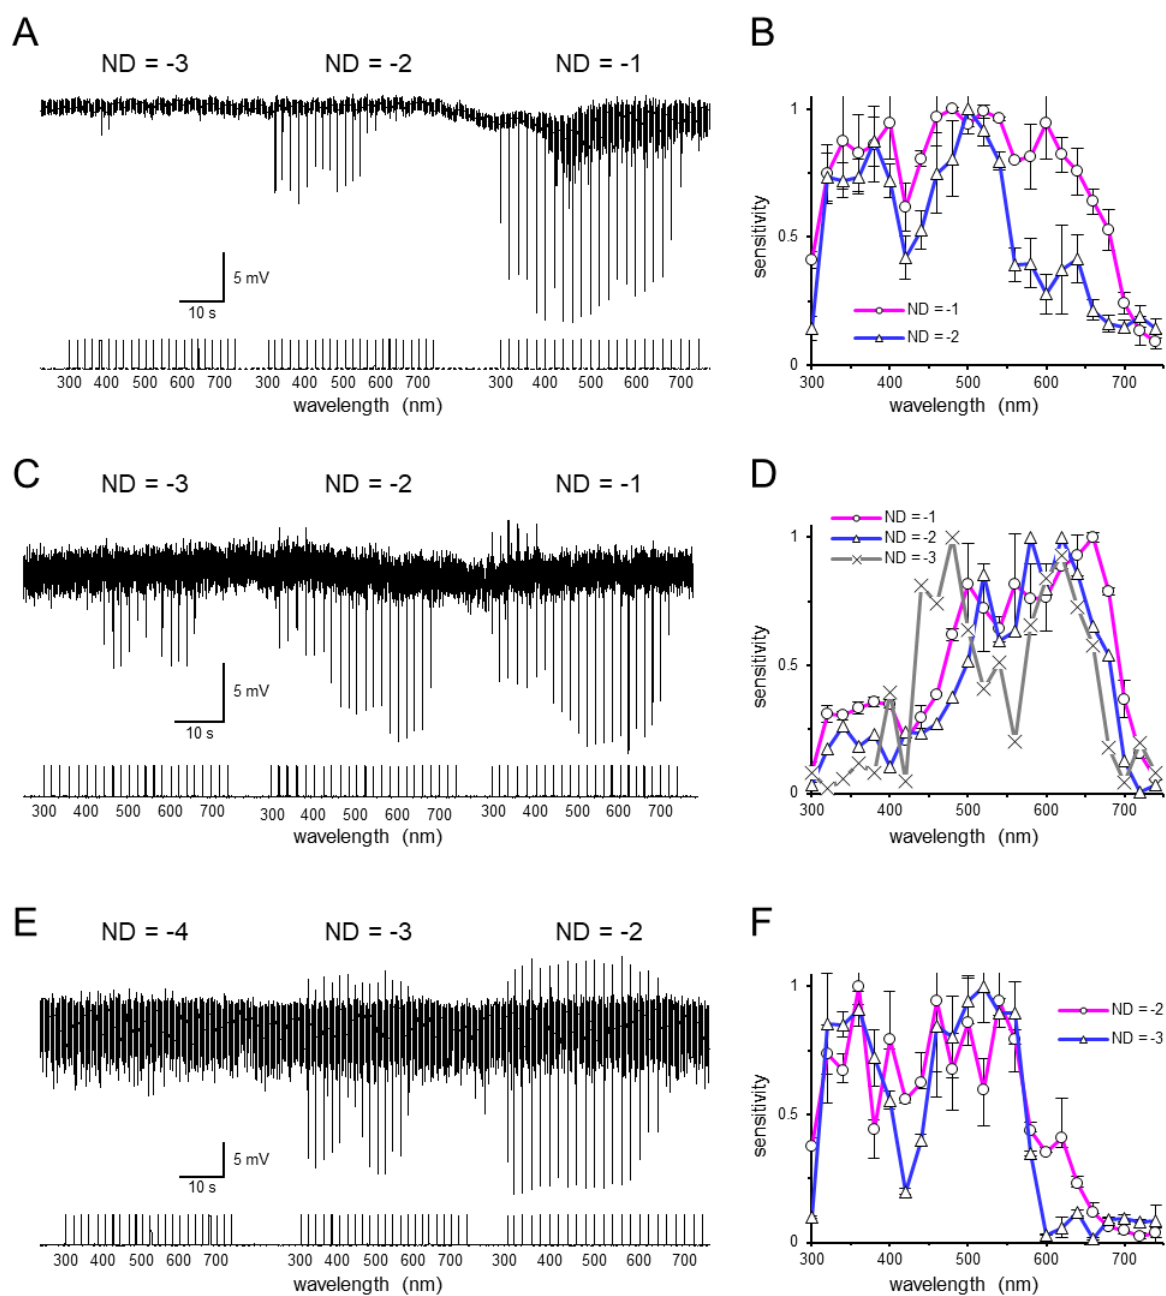 A
ND = -3 ND = -2 ND = -1
5 mV
10 s
300 400 500 600 700 300 400 500 600 700 300 400 500 600 700
wavelength (nm)
B
1
0.5
0
sensitivity
ND = -1
ND = -2
300 400 500 600 700
wavelength (nm)
C
ND = -3 ND = -2 ND = -1
5 mV
10 s
300 400 500 600 700 300 400 500 600 700 300 400 500 600 700
wavelength (nm)
D
ND = -1
ND = -2
ND = -3
1
0.5
0
sensitivity
300 400 500 600 700
wavelength (nm)
E
ND = -4 ND = -3 ND = -2
5 mV
10 s
300 400 500 600 700 300 400 500 600 700 300 400 500 600 700
wavelength (nm)
F
1
0.5
0
sensitivity
ND = -2
ND = -3
300 400 500 600 700
wavelength (nm)